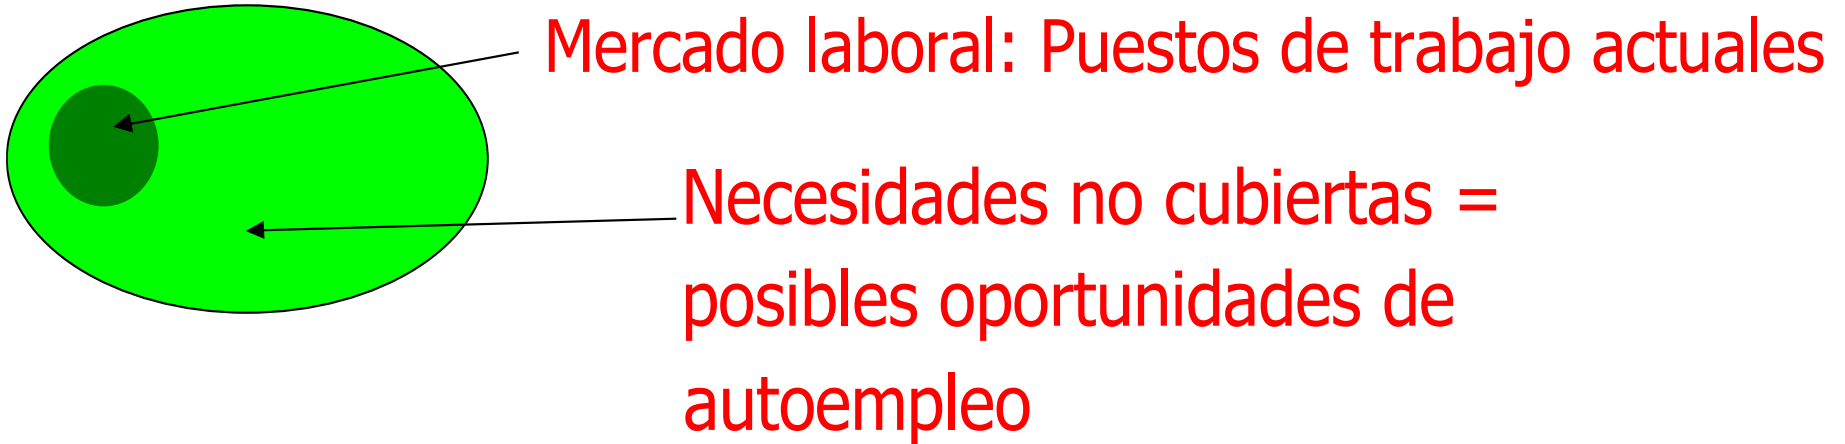 Mercado laboral: Puestos de trabajo actuales
Necesidades no cubiertas =
posibles oportunidades de
autoempleo